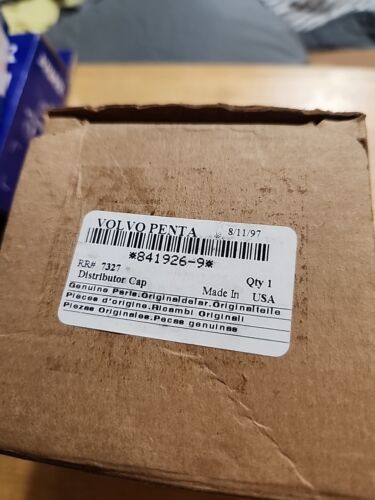 VOLVO PENTA 8/11/97
*841926-9*
RR# 7327
Distributor Cap Made In USA Qty 1
Genuine Parts.Originaldelar.Originalteile
Pieces d'origine.Ricambi Originali
Piezas Originales.Pecas genuinas